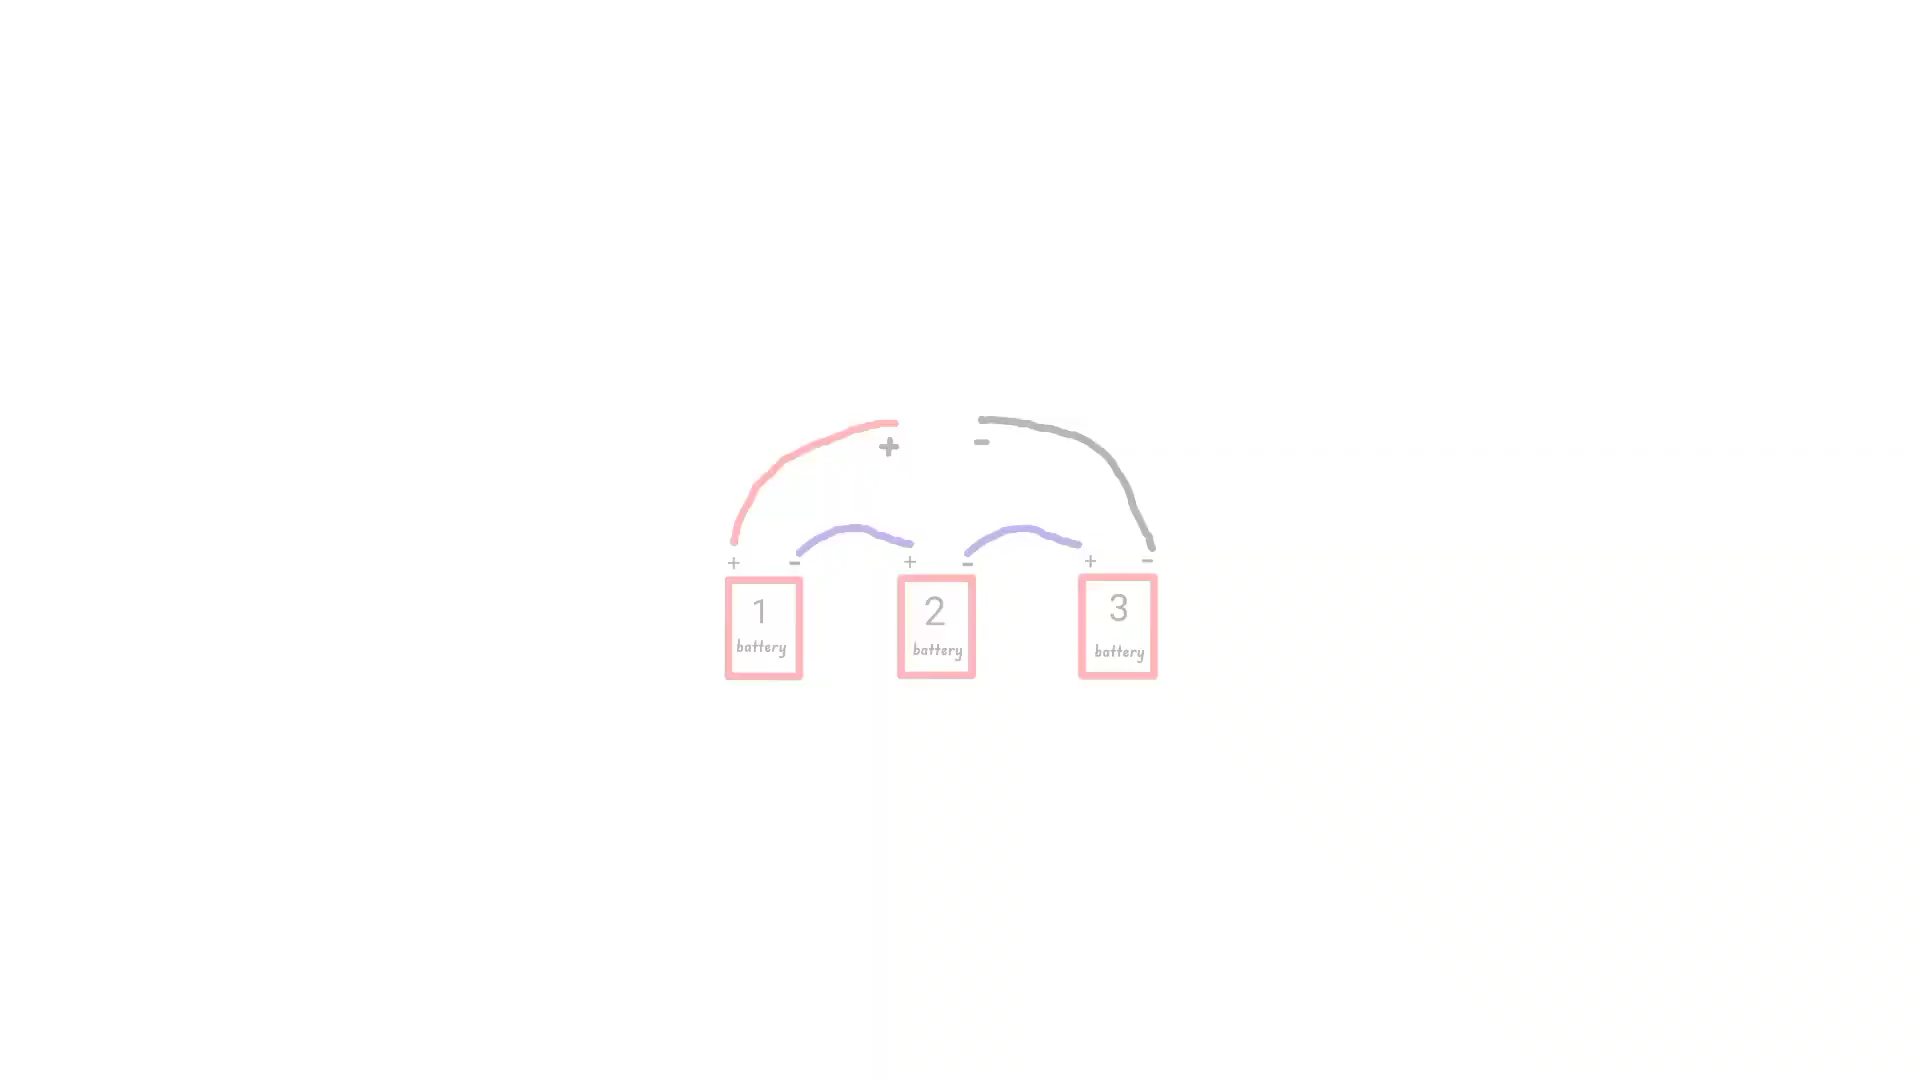 + -
+ - + - + -
1 2 3
battery battery battery